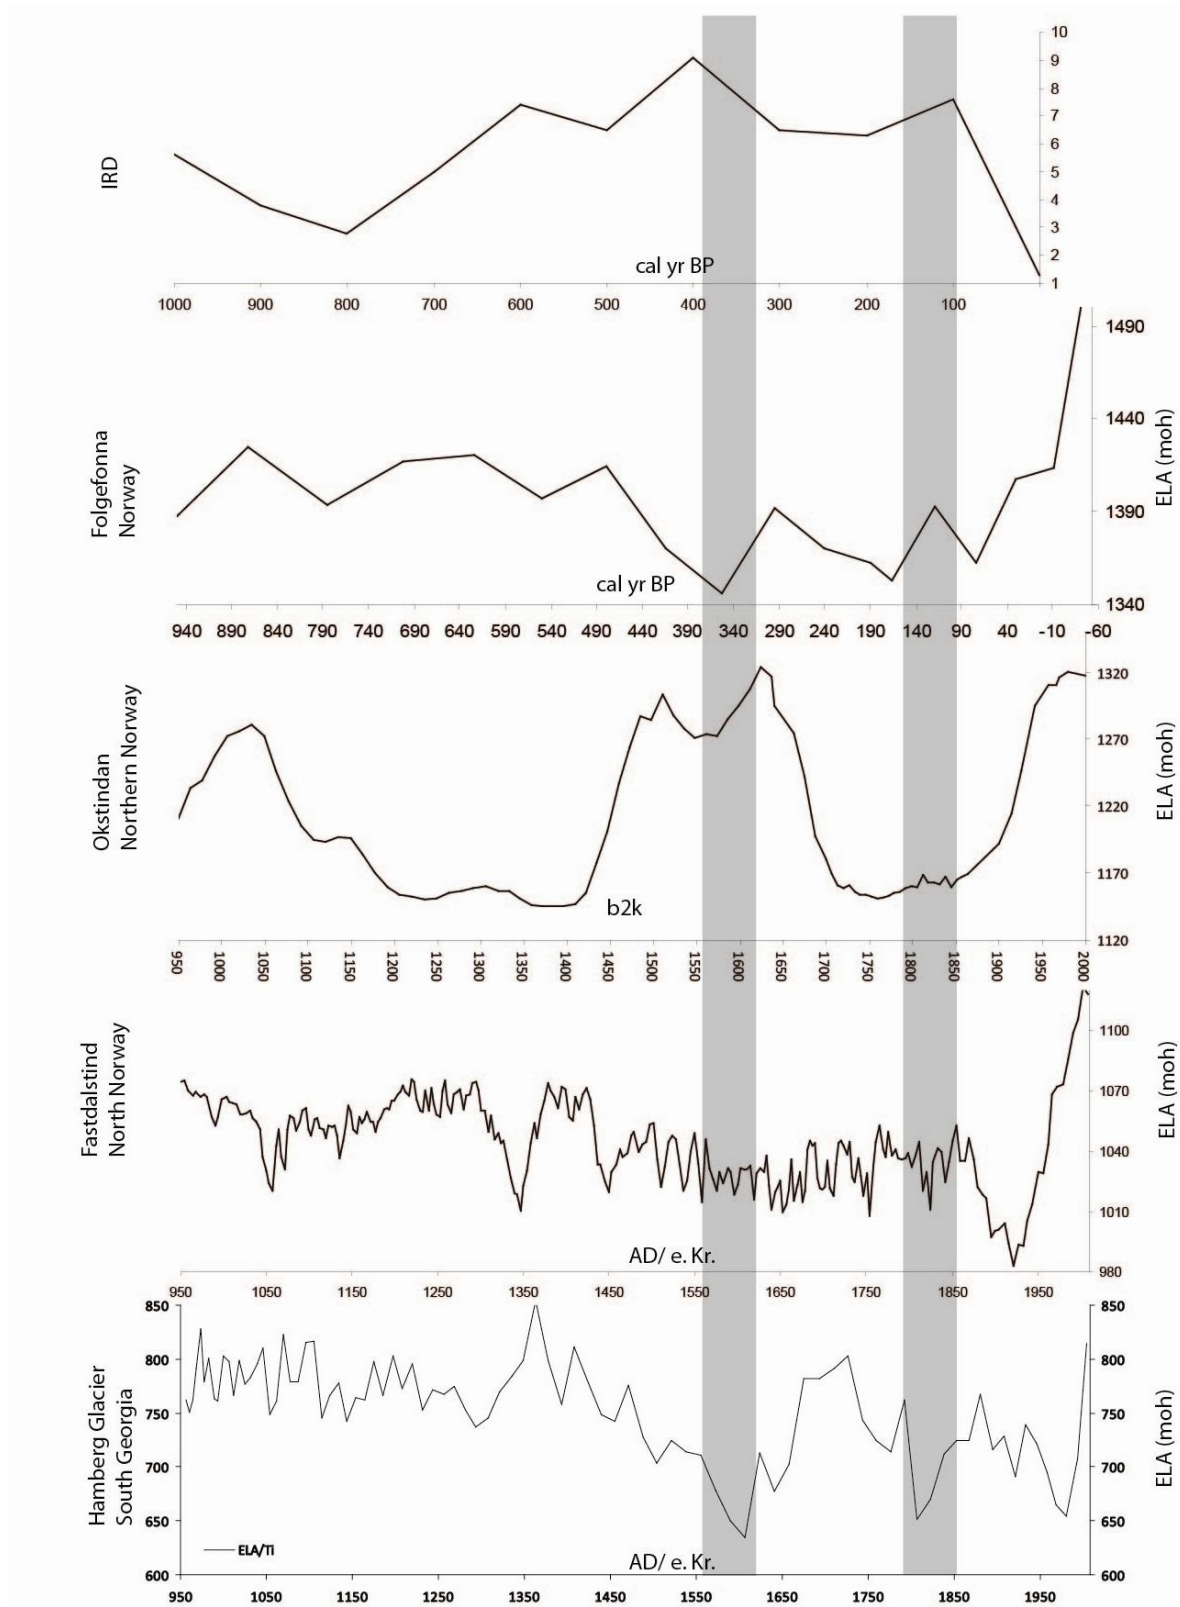 10
9
8
7
6
5
4
3
2
1
IRD
cal yr BP
1000 900 800 700 600 500 400 300 200 100
1490
1440
1390
1340
Folgefonna
Norway
ELA (moh)
cal yr BP
940 890 840 790 740 690 640 590 540 490 440 390 340 290 240 190 140 90 40 -10 -60
1320
1270
1220
1170
1120
Okstindan
Northern Norway
ELA (moh)
b2k
950 1000 1050 1100 1150 1200 1250 1300 1350 1400 1450 1500 1550 1600 1650 1700 1750 1800 1850 1900 1950 2000
1100
1070
1040
1010
980
Fastdalstind
North Norway
ELA (moh)
AD/ e. Kr.
950 1050 1150 1250 1350 1450 1550 1650 1750 1850 1950
850 850
800 800
750 750
700 700
650 650
600 600
Hamberg Glacier
South Georgia
ELA (moh)
ELA/Ti
AD/ e. Kr.
950 1050 1150 1250 1350 1450 1550 1650 1750 1850 1950